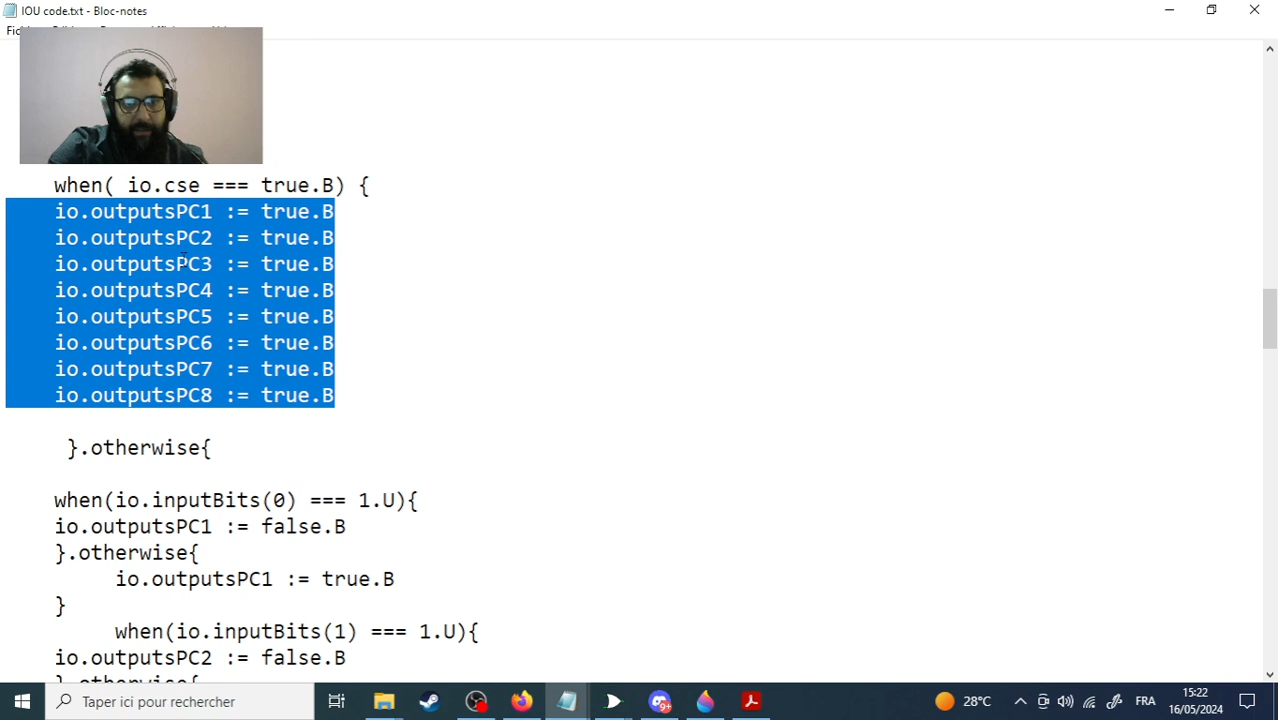 IOU code.txt - Bloc-notes
when( io.cse === true.B) {
io.outputsPC1 := true.B
io.outputsPC2 := true.B
io.outputsPC3 := true.B
io.outputsPC4 := true.B
io.outputsPC5 := true.B
io.outputsPC6 := true.B
io.outputsPC7 := true.B
io.outputsPC8 := true.B
}.otherwise{
when(io.inputBits(0) === 1.U){
io.outputsPC1 := false.B
}.otherwise{
io.outputsPC1 := true.B
}
when(io.inputBits(1) === 1.U){
io.outputsPC2 := false.B
}.otherwise{
Taper ici pour rechercher
9+
28°C
FRA
15:22
16/05/2024